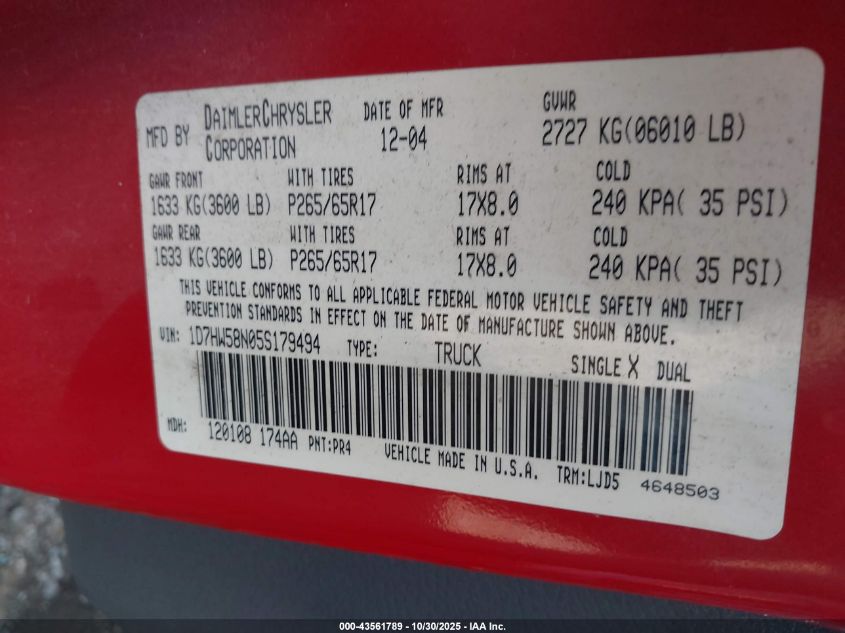 MFD BY DAIMLERCHRYSLER CORPORATION DATE OF MFR 12-04 GVWR 2727 KG(06010 LB)
GAWR FRONT WITH TIRES RIMS AT COLD
1633 KG(3600 LB) P265/65R17 17X8.0 240 KPA( 35 PSI)
GAWR REAR WITH TIRES RIMS AT COLD
1633 KG(3600 LB) P265/65R17 17X8.0 240 KPA( 35 PSI)
THIS VEHICLE CONFORMS TO ALL APPLICABLE FEDERAL MOTOR VEHICLE SAFETY AND THEFT
PREVENTION STANDARDS IN EFFECT ON THE DATE OF MANUFACTURE SHOWN ABOVE.
VIN: 1D7HW58N05S179494 TYPE: TRUCK SINGLE X DUAL
MDH: 120108 174AA PNT:PR4 VEHICLE MADE IN U.S.A. TRM:LJD5 4648503
000-43561789 - 10/30/2025 - IAA Inc.